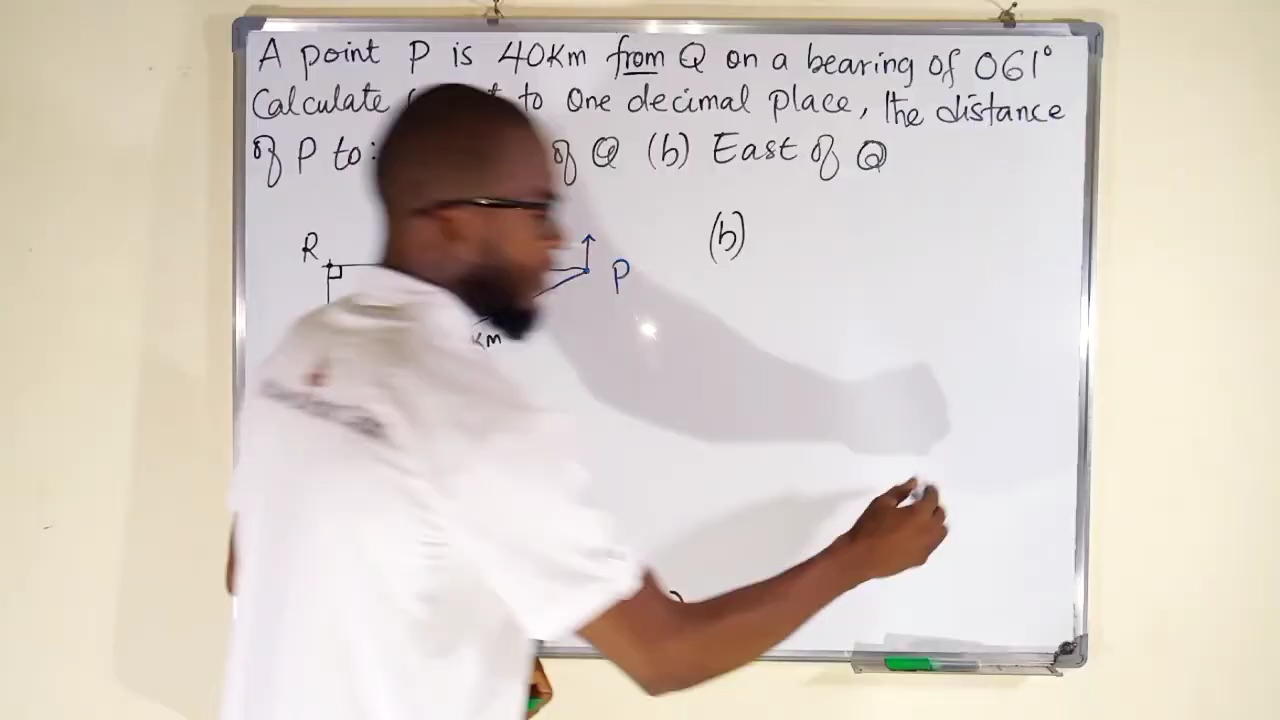 A point P is 40Km from Q on a bearing of 061°
Calculate to One decimal place, the distance
of P to: of Q (b) East of Q
(b)
R
P
KM